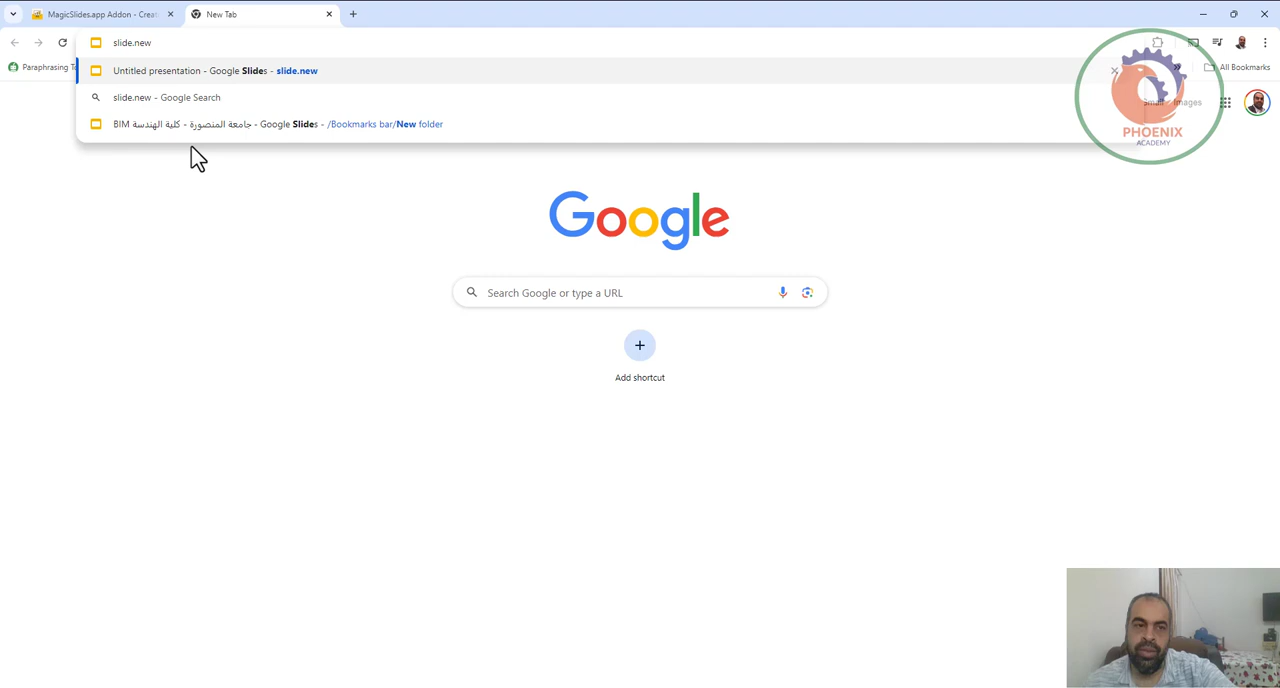 MagicSlides.app Addon - Creat
New Tab
slide.new
Paraphrasing T
Untitled presentation - Google Slides - slide.new
All Bookmarks
slide.new - Google Search
Images
BIM جامعة المنصورة - كلية الهندسة - Google Slides - /Bookmarks bar/New folder
PHOENIX
ACADEMY
Google
Search Google or type a URL
Add shortcut